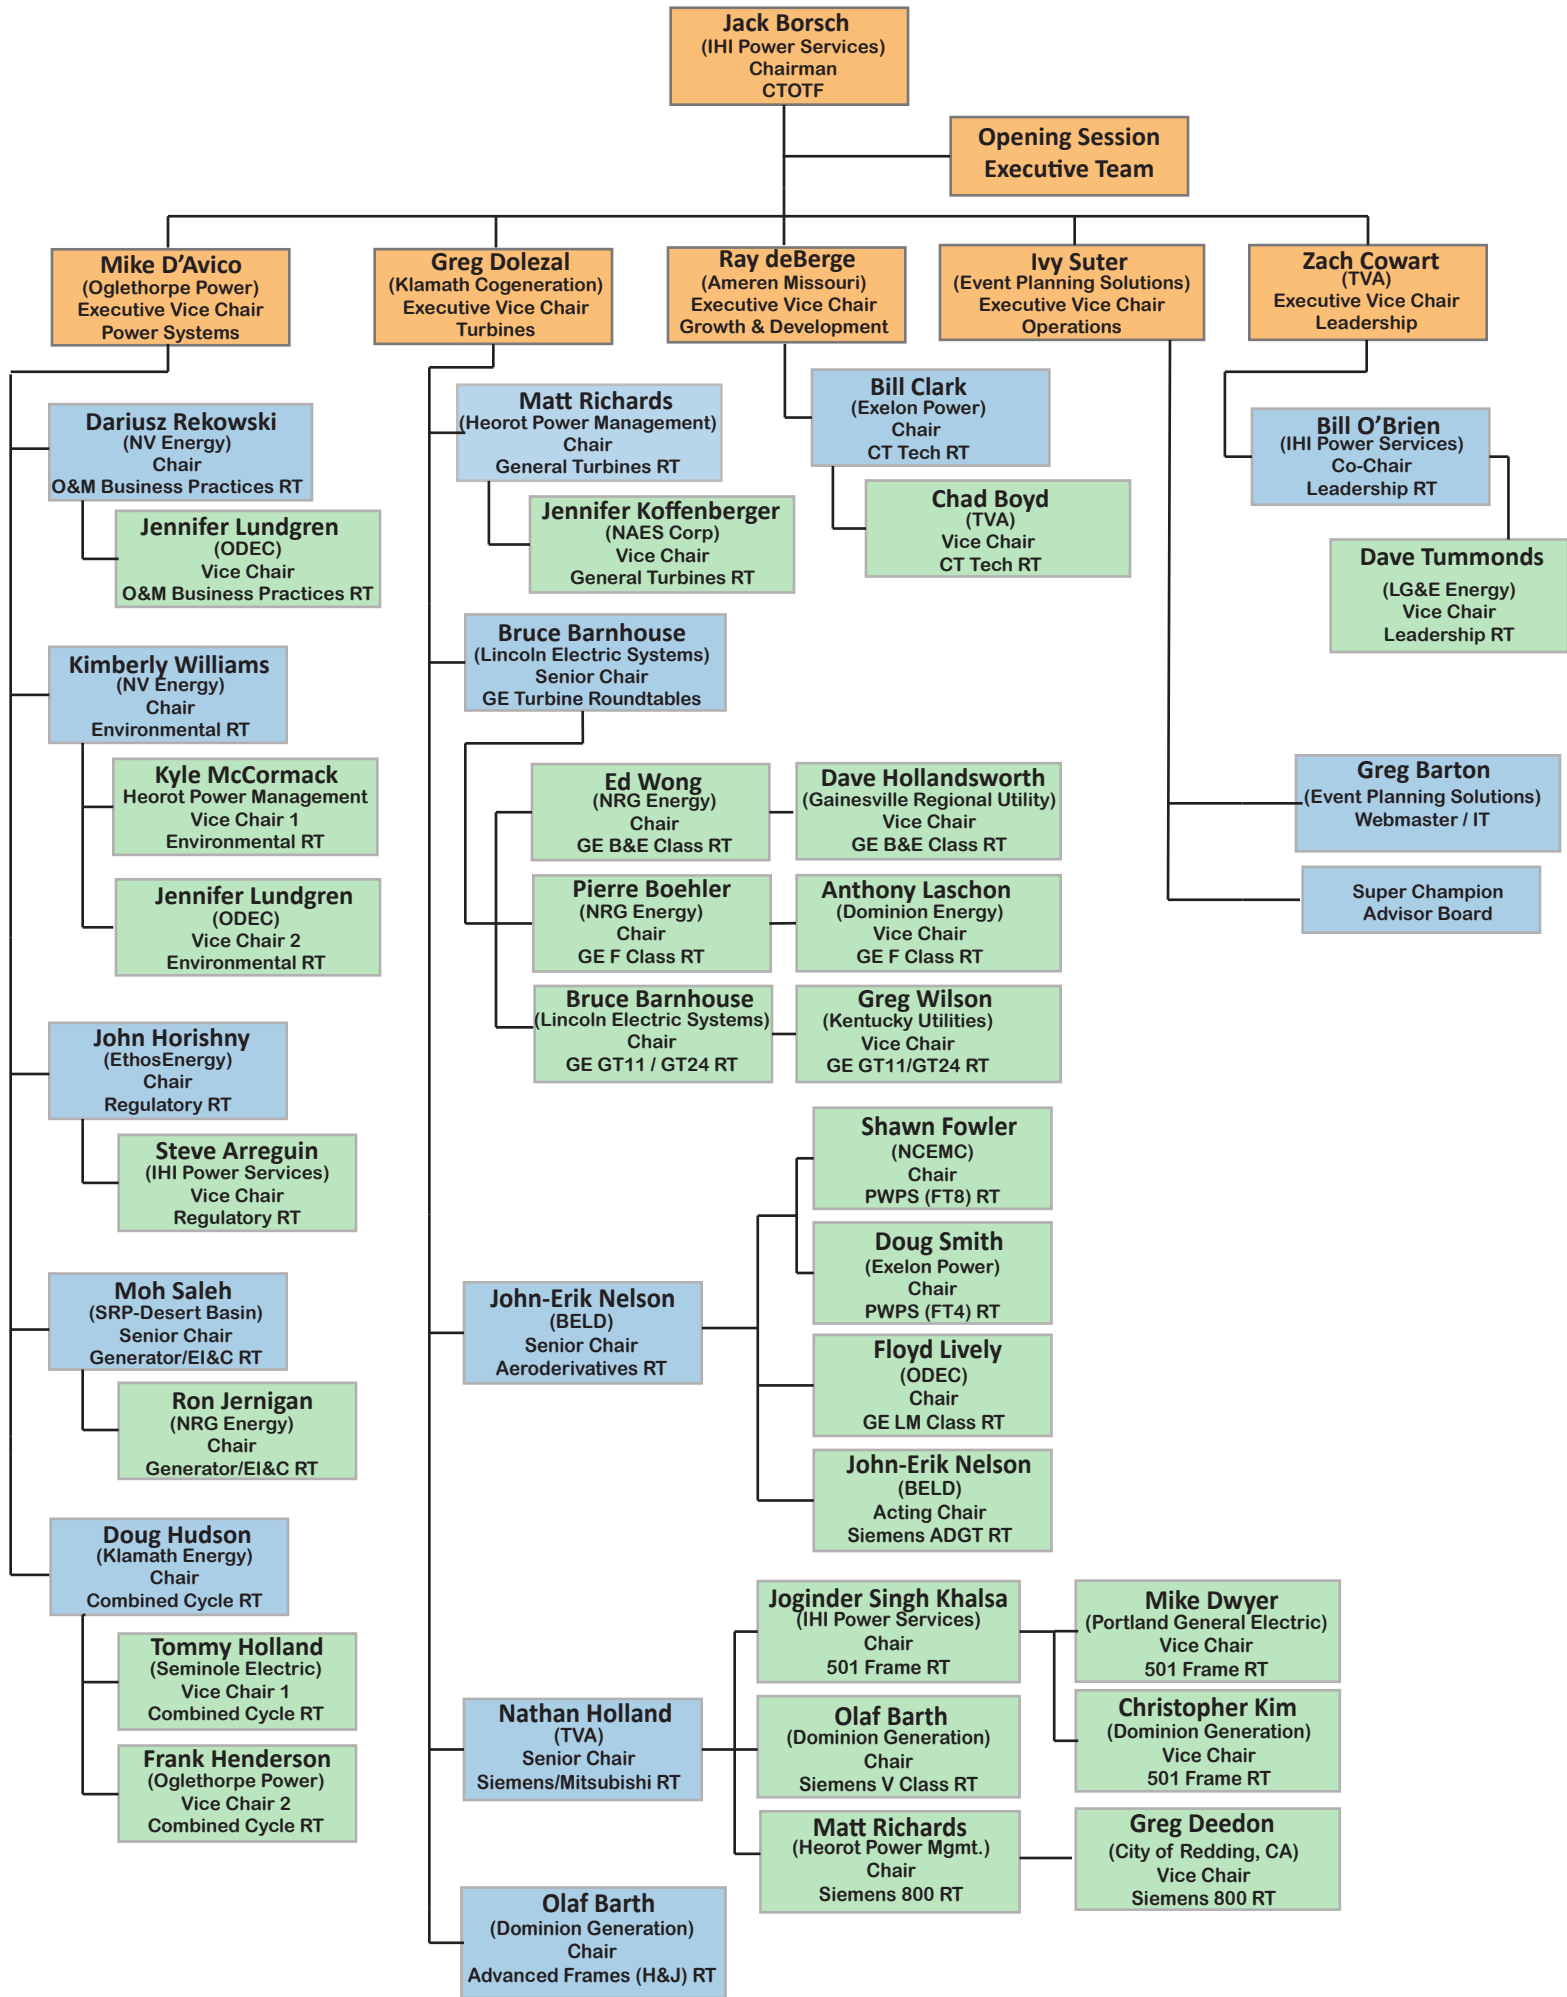 Jack Borsch
(IHI Power Services)
Chairman
CTOTF
Opening Session
Executive Team
Mike D'Avico
(Oglethorpe Power)
Executive Vice Chair
Power Systems
Greg Dolezal
(Klamath Cogeneration)
Executive Vice Chair
Turbines
Ray deBerge
(Ameren Missouri)
Executive Vice Chair
Growth & Development
Ivy Suter
(Event Planning Solutions)
Executive Vice Chair
Operations
Zach Cowart
(TVA)
Executive Vice Chair
Leadership
Dariusz Rekowski
(NV Energy)
Chair
O&M Business Practices RT
Jennifer Lundgren
(ODEC)
Vice Chair
O&M Business Practices RT
Kimberly Williams
(NV Energy)
Chair
Environmental RT
Kyle McCormack
Heorot Power Management
Vice Chair 1
Environmental RT
Jennifer Lundgren
(ODEC)
Vice Chair 2
Environmental RT
John Horishny
(EthosEnergy)
Chair
Regulatory RT
Steve Arreguin
(IHI Power Services)
Vice Chair
Regulatory RT
Moh Saleh
(SRP-Desert Basin)
Senior Chair
Generator/EI&C RT
Ron Jernigan
(NRG Energy)
Chair
Generator/EI&C RT
Doug Hudson
(Klamath Energy)
Chair
Combined Cycle RT
Tommy Holland
(Seminole Electric)
Vice Chair 1
Combined Cycle RT
Frank Henderson
(Oglethorpe Power)
Vice Chair 2
Combined Cycle RT
Matt Richards
(Heorot Power Management)
Chair
General Turbines RT
Jennifer Koffenberger
(NAES Corp)
Vice Chair
General Turbines RT
Bruce Barnhouse
(Lincoln Electric Systems)
Senior Chair
GE Turbine Roundtables
Ed Wong
(NRG Energy)
Chair
GE B&E Class RT
Dave Hollandsworth
(Gainesville Regional Utility)
Vice Chair
GE B&E Class RT
Pierre Boehler
(NRG Energy)
Chair
GE F Class RT
Anthony Laschon
(Dominion Energy)
Vice Chair
GE F Class RT
Bruce Barnhouse
(Lincoln Electric Systems)
Chair
GE GT11 / GT24 RT
Greg Wilson
(Kentucky Utilities)
Vice Chair
GE GT11/GT24 RT
John-Erik Nelson
(BELD)
Senior Chair
Aeroderivatives RT
Shawn Fowler
(NCEMC)
Chair
PWPS (FT8) RT
Doug Smith
(Exelon Power)
Chair
PWPS (FT4) RT
Floyd Lively
(ODEC)
Chair
GE LM Class RT
John-Erik Nelson
(BELD)
Acting Chair
Siemens ADGT RT
Nathan Holland
(TVA)
Senior Chair
Siemens/Mitsubishi RT
Joginder Singh Khalsa
(IHI Power Services)
Chair
501 Frame RT
Mike Dwyer
(Portland General Electric)
Vice Chair
501 Frame RT
Christopher Kim
(Dominion Generation)
Vice Chair
501 Frame RT
Olaf Barth
(Dominion Generation)
Chair
Siemens V Class RT
Matt Richards
(Heorot Power Mgmt.)
Chair
Siemens 800 RT
Greg Deedon
(City of Redding, CA)
Vice Chair
Siemens 800 RT
Olaf Barth
(Dominion Generation)
Chair
Advanced Frames (H&J) RT
Bill Clark
(Exelon Power)
Chair
CT Tech RT
Chad Boyd
(TVA)
Vice Chair
CT Tech RT
Greg Barton
(Event Planning Solutions)
Webmaster / IT
Super Champion
Advisor Board
Bill O'Brien
(IHI Power Services)
Co-Chair
Leadership RT
Dave Tummonds
(LG&E Energy)
Vice Chair
Leadership RT